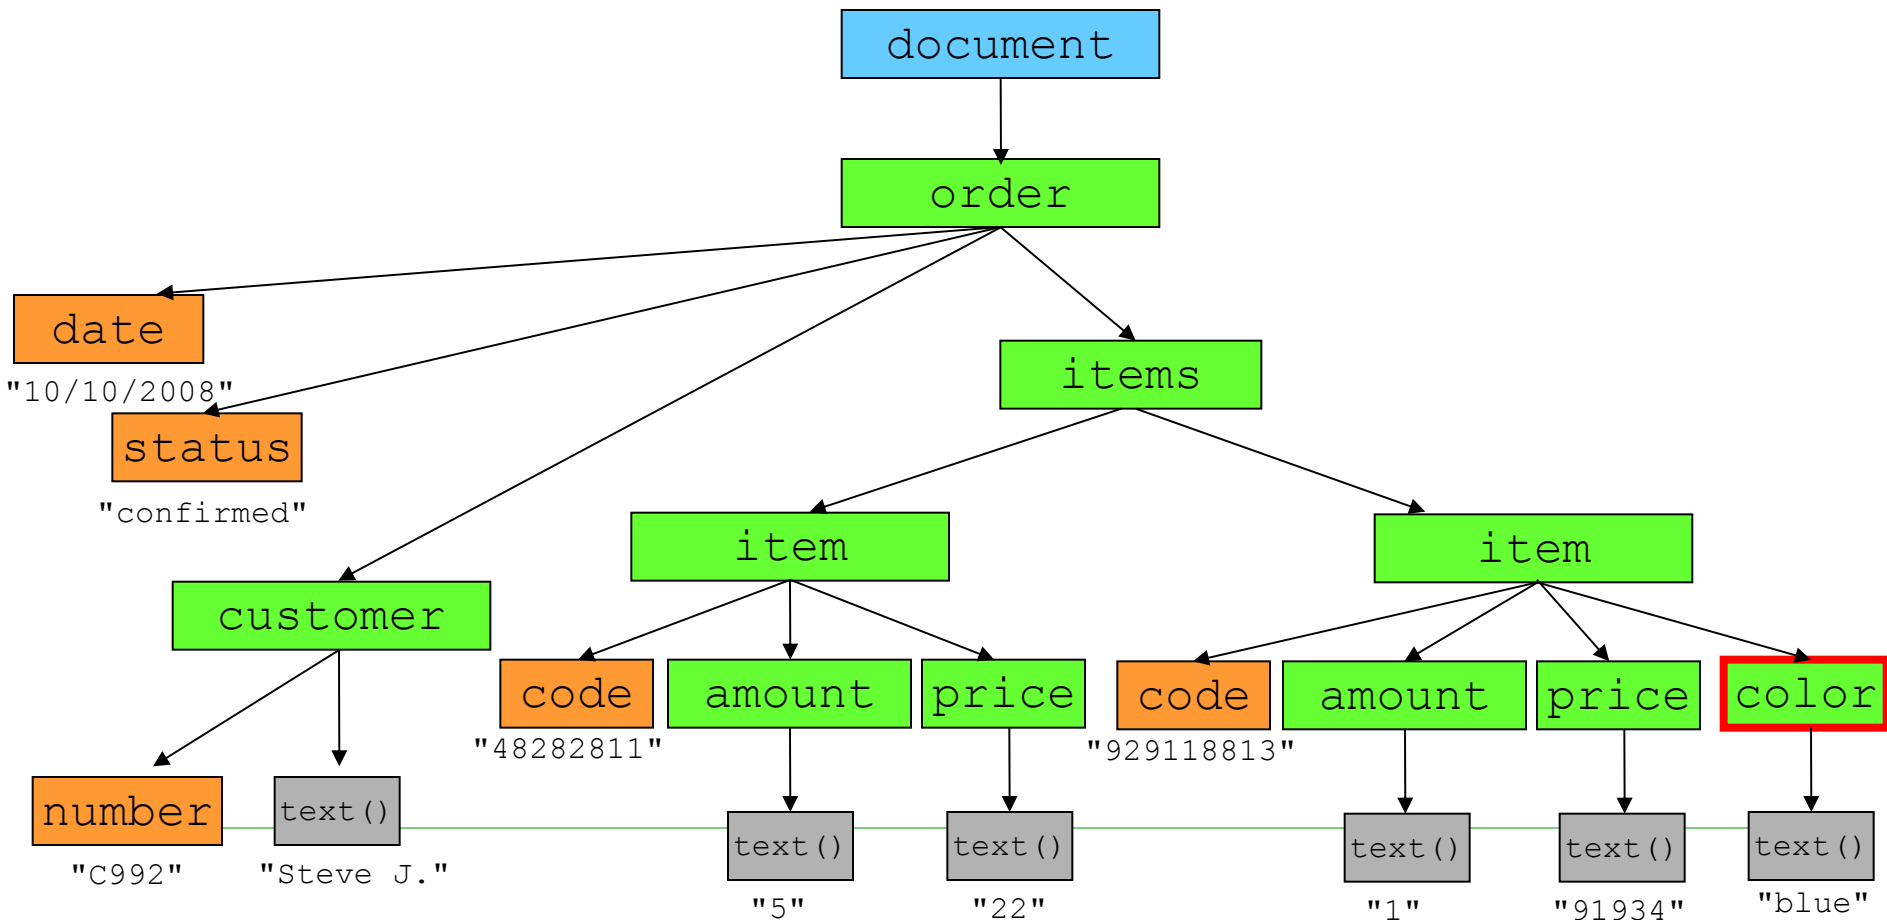 document
order
date
"10/10/2008"
items
status
"confirmed"
item
item
customer
code
amount
price
code
amount
price
color
"48282811"
"929118813"
number
text()
text()
text()
text()
text()
text()
"C992"
"Steve J."
"5"
"22"
"1"
"91934"
"blue"